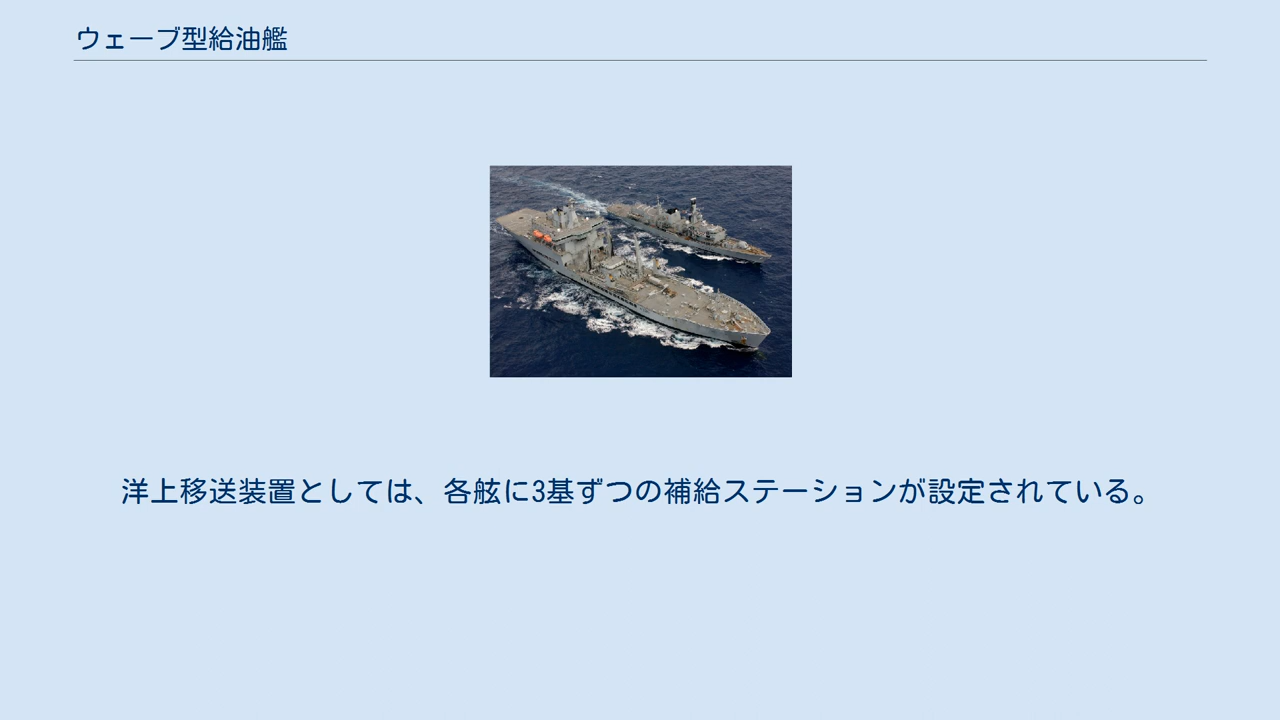 ウェーブ型給油艦
洋上移送装置としては、各舷に3基ずつの補給ステーションが設定されている。